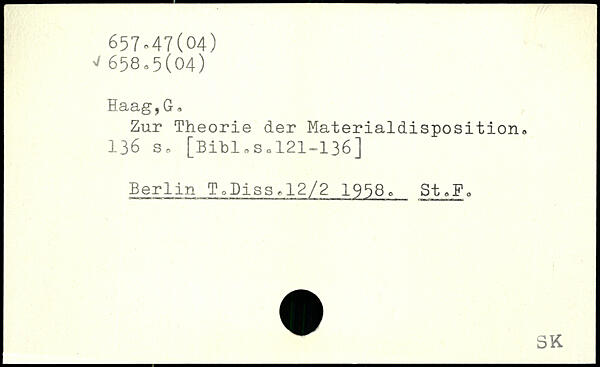 657.47(04)
✓ 658.5(04)
Haag,G.
Zur Theorie der Materialdisposition.
136 s. [Bibl.s.121-136]
Berlin T.Diss.12/2 1958. St.F.
SK